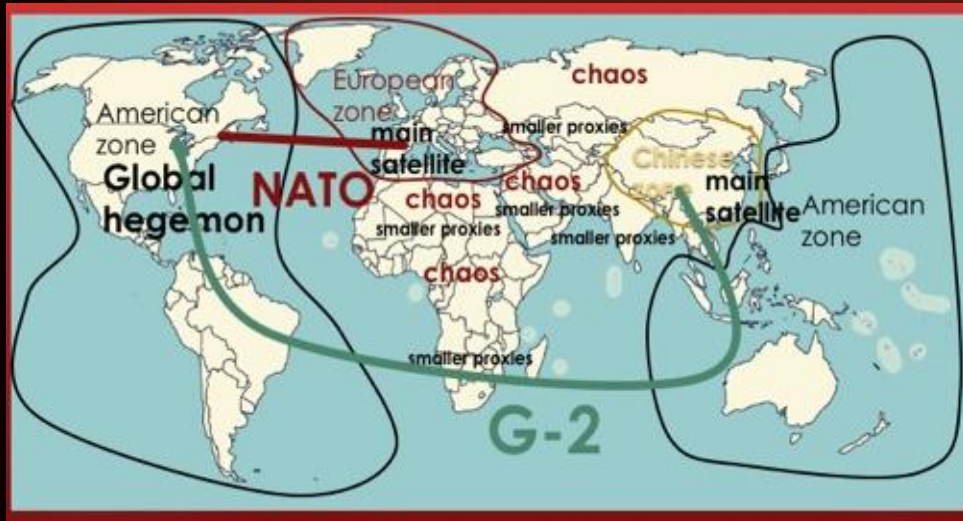 chaos
European
zone
American
zone
main
satellite
smaller proxies
Global
hegemon
NATO
Chinese
zone
main
satellite
chaos
chaos
smaller proxies
smaller proxies
smaller proxies
American
zone
chaos
smaller proxies
G-2